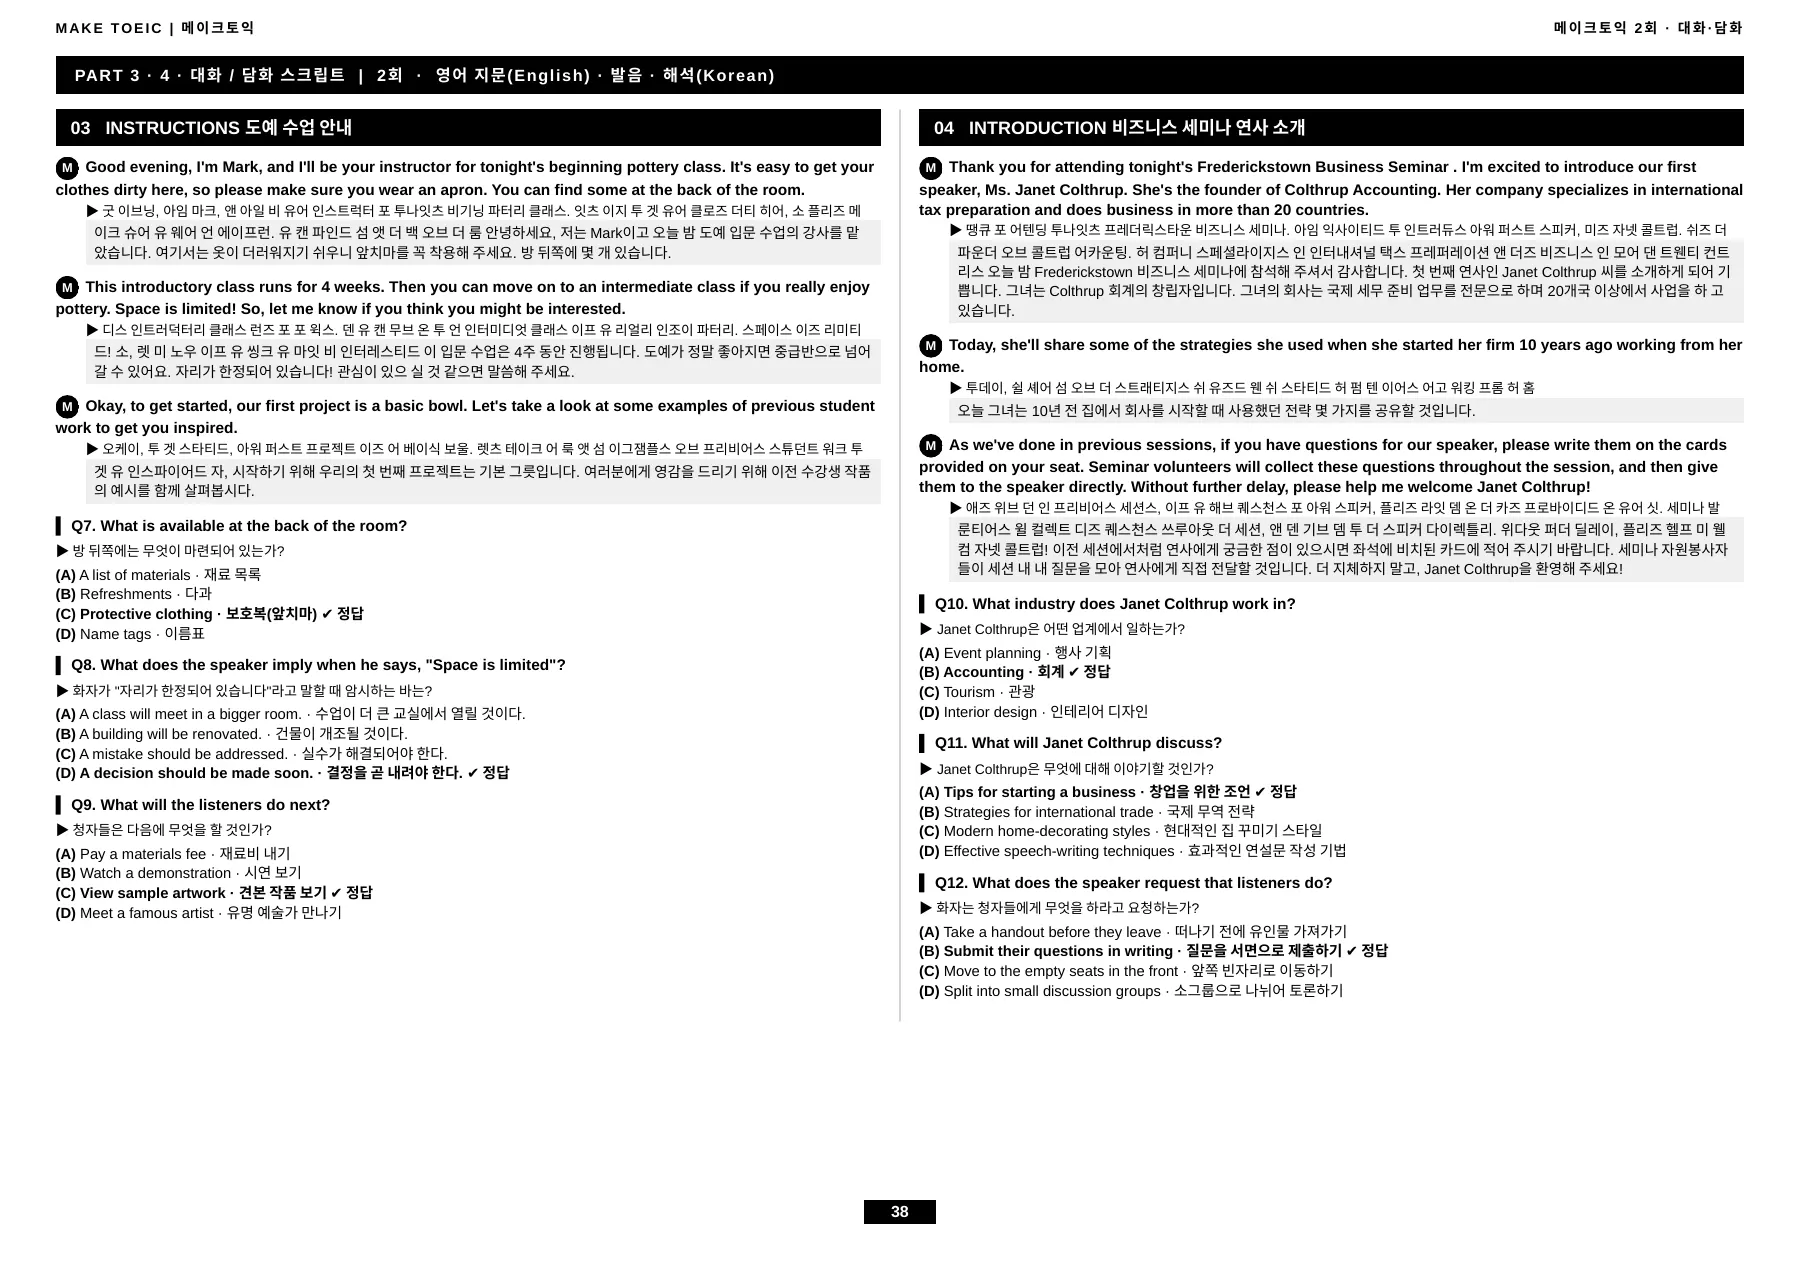 MAKE TOEIC | 메이크토익
메이크토익 2회 · 대화·담화
PART 3 · 4 · 대화 / 담화 스크립트 | 2회 · 영어 지문(English) · 발음 · 해석(Korean)
03 INSTRUCTIONS 도예 수업 안내
M Good evening, I'm Mark, and I'll be your instructor for tonight's beginning pottery class. It's easy to get your
clothes dirty here, so please make sure you wear an apron. You can find some at the back of the room.
▶ 굿 이브닝, 아임 마크, 앤 아일 비 유어 인스트럭터 포 투나잇츠 비기닝 파터리 클래스. 잇츠 이지 투 겟 유어 클로즈 더티 히어, 소 플리즈 메
이크 슈어 유 웨어 언 에이프런. 유 캔 파인드 섬 앳 더 백 오브 더 룸 안녕하세요, 저는 Mark이고 오늘 밤 도예 입문 수업의 강사를 맡
았습니다. 여기서는 옷이 더러워지기 쉬우니 앞치마를 꼭 착용해 주세요. 방 뒤쪽에 몇 개 있습니다.
M This introductory class runs for 4 weeks. Then you can move on to an intermediate class if you really enjoy
pottery. Space is limited! So, let me know if you think you might be interested.
▶ 디스 인트러덕터리 클래스 런즈 포 포 윅스. 덴 유 캔 무브 온 투 언 인터미디엇 클래스 이프 유 리얼리 인조이 파터리. 스페이스 이즈 리미티
드! 소, 렛 미 노우 이프 유 씽크 유 마잇 비 인터레스티드 이 입문 수업은 4주 동안 진행됩니다. 도예가 정말 좋아지면 중급반으로 넘어
갈 수 있어요. 자리가 한정되어 있습니다! 관심이 있으 실 것 같으면 말씀해 주세요.
M Okay, to get started, our first project is a basic bowl. Let's take a look at some examples of previous student
work to get you inspired.
▶ 오케이, 투 겟 스타티드, 아워 퍼스트 프로젝트 이즈 어 베이식 보울. 렛츠 테이크 어 룩 앳 섬 이그잼플스 오브 프리비어스 스튜던트 워크 투
겟 유 인스파이어드 자, 시작하기 위해 우리의 첫 번째 프로젝트는 기본 그릇입니다. 여러분에게 영감을 드리기 위해 이전 수강생 작품
의 예시를 함께 살펴봅시다.
Q7. What is available at the back of the room?
▶ 방 뒤쪽에는 무엇이 마련되어 있는가?
(A) A list of materials · 재료 목록
(B) Refreshments · 다과
(C) Protective clothing · 보호복(앞치마) ✔ 정답
(D) Name tags · 이름표
Q8. What does the speaker imply when he says, "Space is limited"?
▶ 화자가 "자리가 한정되어 있습니다"라고 말할 때 암시하는 바는?
(A) A class will meet in a bigger room. · 수업이 더 큰 교실에서 열릴 것이다.
(B) A building will be renovated. · 건물이 개조될 것이다.
(C) A mistake should be addressed. · 실수가 해결되어야 한다.
(D) A decision should be made soon. · 결정을 곧 내려야 한다. ✔ 정답
Q9. What will the listeners do next?
▶ 청자들은 다음에 무엇을 할 것인가?
(A) Pay a materials fee · 재료비 내기
(B) Watch a demonstration · 시연 보기
(C) View sample artwork · 견본 작품 보기 ✔ 정답
(D) Meet a famous artist · 유명 예술가 만나기
04 INTRODUCTION 비즈니스 세미나 연사 소개
M Thank you for attending tonight's Frederickstown Business Seminar . I'm excited to introduce our first
speaker, Ms. Janet Colthrup. She's the founder of Colthrup Accounting. Her company specializes in international
tax preparation and does business in more than 20 countries.
▶ 땡큐 포 어텐딩 투나잇츠 프레더릭스타운 비즈니스 세미나. 아임 익사이티드 투 인트러듀스 아워 퍼스트 스피커, 미즈 자넷 콜트럽. 쉬즈 더
파운더 오브 콜트럽 어카운팅. 허 컴퍼니 스페셜라이지스 인 인터내셔널 택스 프레퍼레이션 앤 더즈 비즈니스 인 모어 댄 트웬티 컨트
리스 오늘 밤 Frederickstown 비즈니스 세미나에 참석해 주셔서 감사합니다. 첫 번째 연사인 Janet Colthrup 씨를 소개하게 되어 기
쁩니다. 그녀는 Colthrup 회계의 창립자입니다. 그녀의 회사는 국제 세무 준비 업무를 전문으로 하며 20개국 이상에서 사업을 하 고
있습니다.
M Today, she'll share some of the strategies she used when she started her firm 10 years ago working from her
home.
▶ 투데이, 쉴 셰어 섬 오브 더 스트래티지스 쉬 유즈드 웬 쉬 스타티드 허 펌 텐 이어스 어고 워킹 프롬 허 홈
오늘 그녀는 10년 전 집에서 회사를 시작할 때 사용했던 전략 몇 가지를 공유할 것입니다.
M As we've done in previous sessions, if you have questions for our speaker, please write them on the cards
provided on your seat. Seminar volunteers will collect these questions throughout the session, and then give
them to the speaker directly. Without further delay, please help me welcome Janet Colthrup!
▶ 애즈 위브 던 인 프리비어스 세션스, 이프 유 해브 퀘스천스 포 아워 스피커, 플리즈 라잇 뎀 온 더 카즈 프로바이디드 온 유어 싯. 세미나 발
룬티어스 윌 컬렉트 디즈 퀘스천스 쓰루아웃 더 세션, 앤 덴 기브 뎀 투 더 스피커 다이렉틀리. 위다웃 퍼더 딜레이, 플리즈 헬프 미 웰
컴 자넷 콜트럽! 이전 세션에서처럼 연사에게 궁금한 점이 있으시면 좌석에 비치된 카드에 적어 주시기 바랍니다. 세미나 자원봉사자
들이 세션 내 내 질문을 모아 연사에게 직접 전달할 것입니다. 더 지체하지 말고, Janet Colthrup을 환영해 주세요!
Q10. What industry does Janet Colthrup work in?
▶ Janet Colthrup은 어떤 업계에서 일하는가?
(A) Event planning · 행사 기획
(B) Accounting · 회계 ✔ 정답
(C) Tourism · 관광
(D) Interior design · 인테리어 디자인
Q11. What will Janet Colthrup discuss?
▶ Janet Colthrup은 무엇에 대해 이야기할 것인가?
(A) Tips for starting a business · 창업을 위한 조언 ✔ 정답
(B) Strategies for international trade · 국제 무역 전략
(C) Modern home-decorating styles · 현대적인 집 꾸미기 스타일
(D) Effective speech-writing techniques · 효과적인 연설문 작성 기법
Q12. What does the speaker request that listeners do?
▶ 화자는 청자들에게 무엇을 하라고 요청하는가?
(A) Take a handout before they leave · 떠나기 전에 유인물 가져가기
(B) Submit their questions in writing · 질문을 서면으로 제출하기 ✔ 정답
(C) Move to the empty seats in the front · 앞쪽 빈자리로 이동하기
(D) Split into small discussion groups · 소그룹으로 나뉘어 토론하기
38